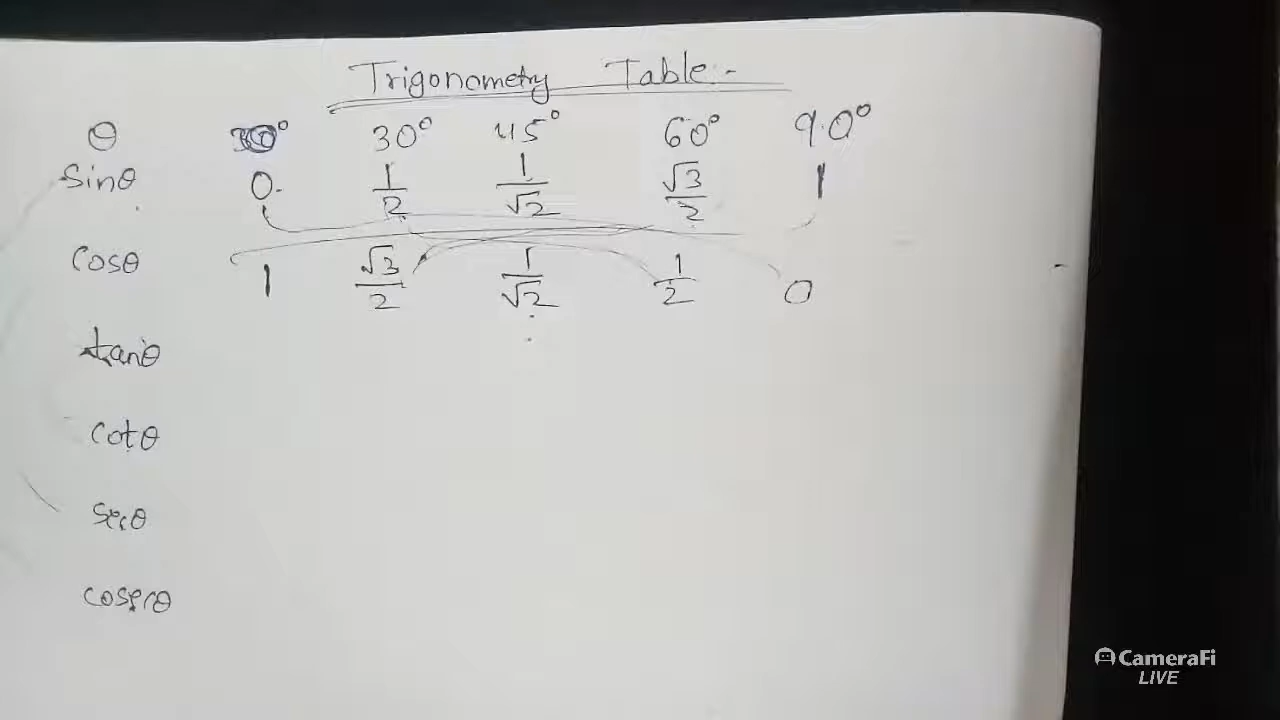 Trigonometry Table:-
θ 30° 45° 60° 90°
sinθ 0 1/2 1/√2 √3/2 1
cosθ 1 √3/2 1/√2 1/2 0
tanθ
cotθ
secθ
cosecθ
CameraFi
LIVE